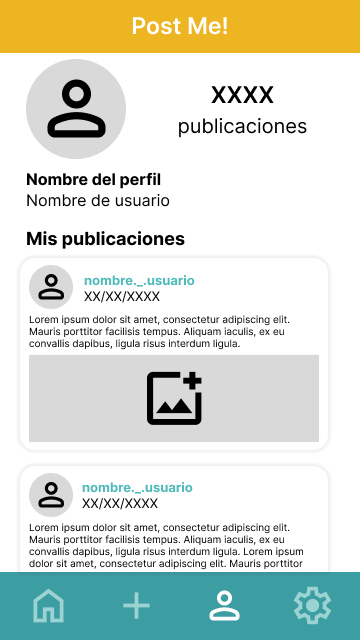 Post Me!
XXXX
publicaciones
Nombre del perfil
Nombre de usuario
Mis publicaciones
nombre._.usuario
XX/XX/XXXX
Lorem ipsum dolor sit amet, consectetur adipiscing elit.
Mauris porttitor facilisis tempus. Aliquam iaculis, ex eu
convallis dapibus, ligula risus interdum ligula.
nombre._.usuario
XX/XX/XXXX
Lorem ipsum dolor sit amet, consectetur adipiscing elit.
Mauris porttitor facilisis tempus. Aliquam iaculis, ex eu
convallis dapibus, ligula risus interdum ligula. Lorem ipsum
dolor sit amet, consectetur adipiscing elit. Mauris porttitor